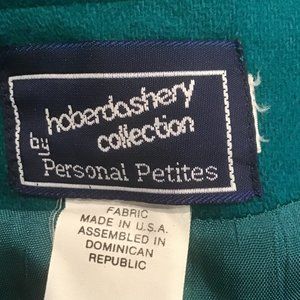 haberdashery
collection
by
Personal Petites
FABRIC
MADE IN U.S.A.
ASSEMBLED IN
DOMINICAN
REPUBLIC